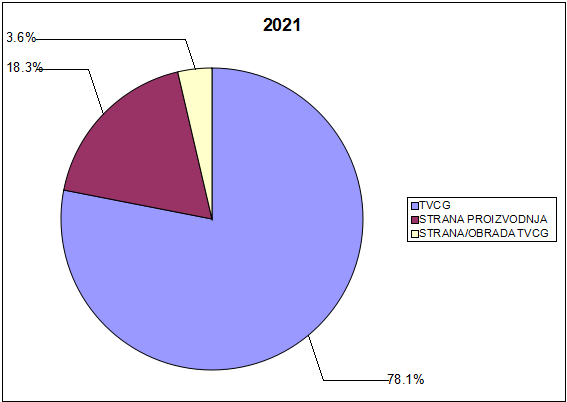 2021
3.6%
18.3%
TVCG
STRANA PROIZVODNJA
STRANA/OBRADA TVCG
78.1%